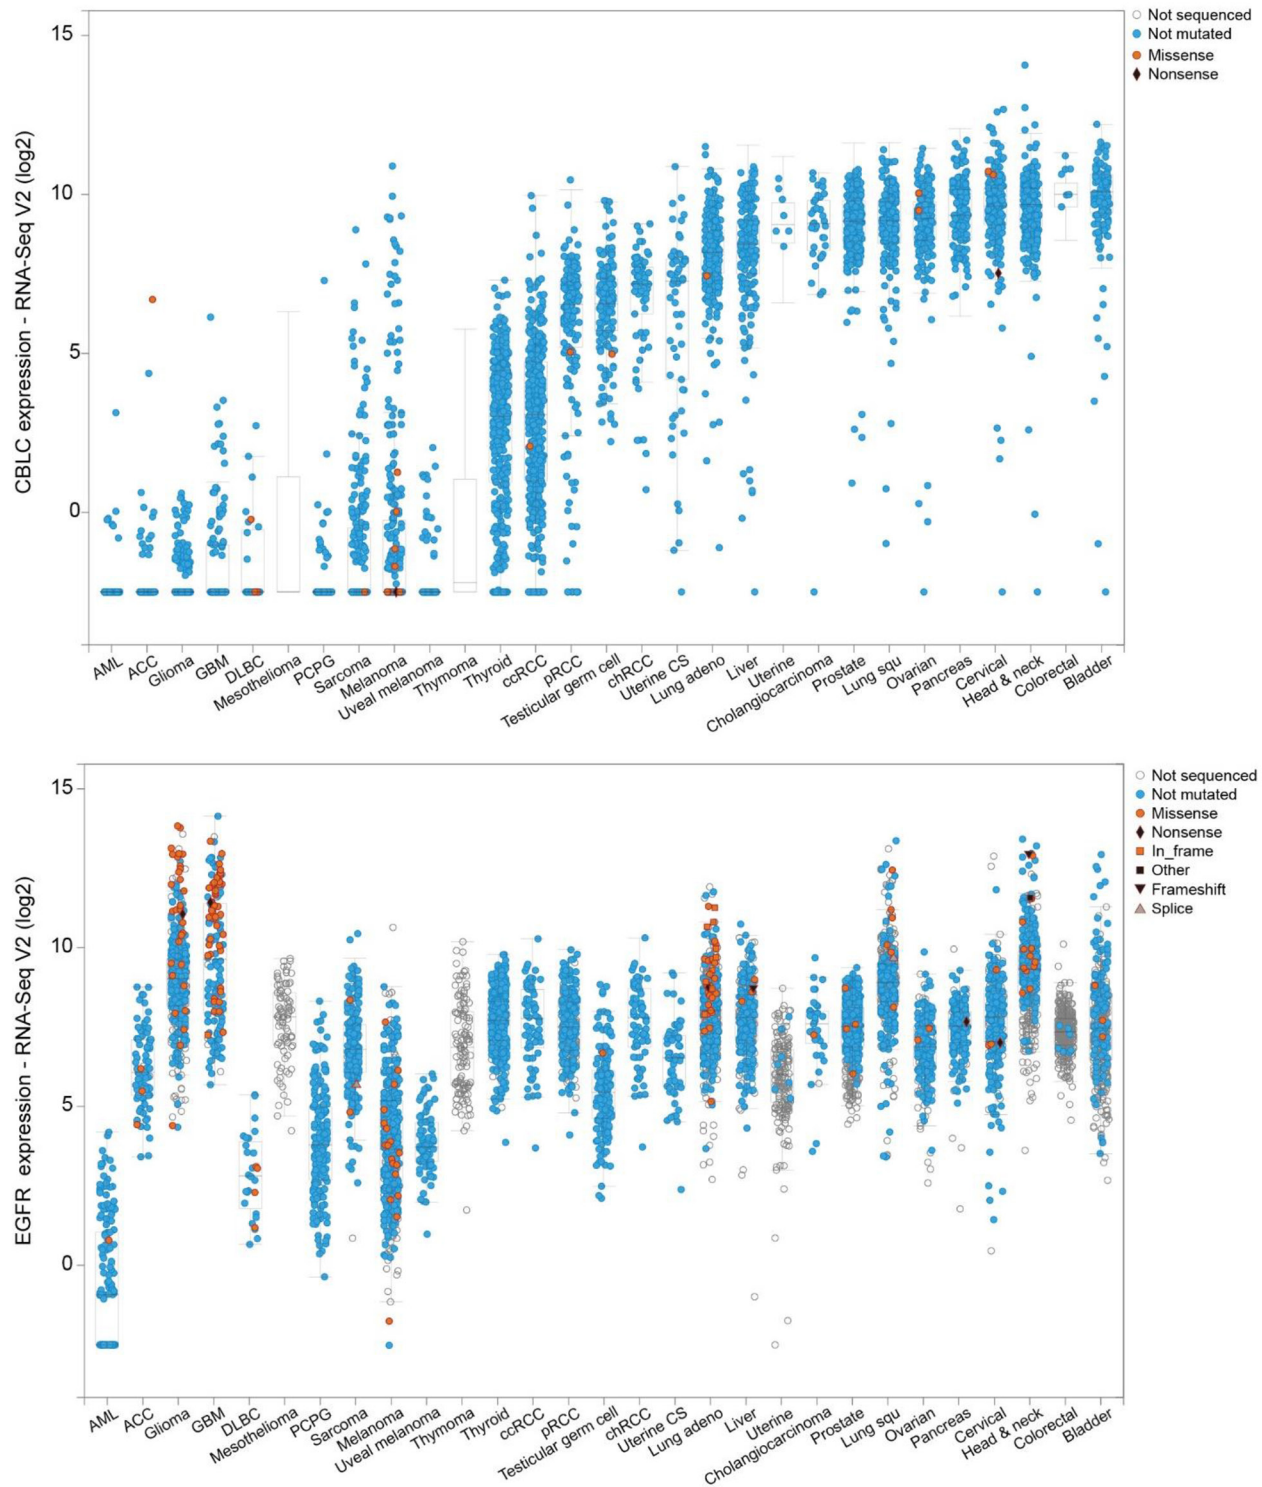 CBLC expression - RNA-Seq V2 (log2)
15
10
5
0
Not sequenced
Not mutated
Missense
Nonsense
AML
ACC
Glioma
GBM
DLBC
Mesothelioma
PCPG
Sarcoma
Melanoma
Uveal melanoma
Thymoma
Thyroid
ccRCC
pRCC
Testicular germ cell
chRCC
Uterine CS
Lung adeno
Liver
Uterine
Cholangiocarcinoma
Prostate
Lung squ
Ovarian
Pancreas
Cervical
Head & neck
Colorectal
Bladder
EGFR expression - RNA-Seq V2 (log2)
15
10
5
0
Not sequenced
Not mutated
Missense
Nonsense
In_frame
Other
Frameshift
Splice
AML
ACC
Glioma
GBM
DLBC
Mesothelioma
PCPG
Sarcoma
Melanoma
Uveal melanoma
Thymoma
Thyroid
ccRCC
pRCC
Testicular germ cell
chRCC
Uterine CS
Lung adeno
Liver
Uterine
Cholangiocarcinoma
Prostate
Lung squ
Ovarian
Pancreas
Cervical
Head & neck
Colorectal
Bladder